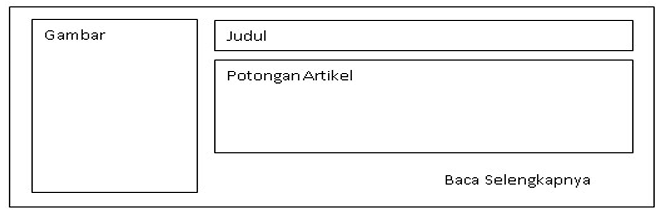 Gambar
Judul
Potongan Artikel
Baca Selengkapnya